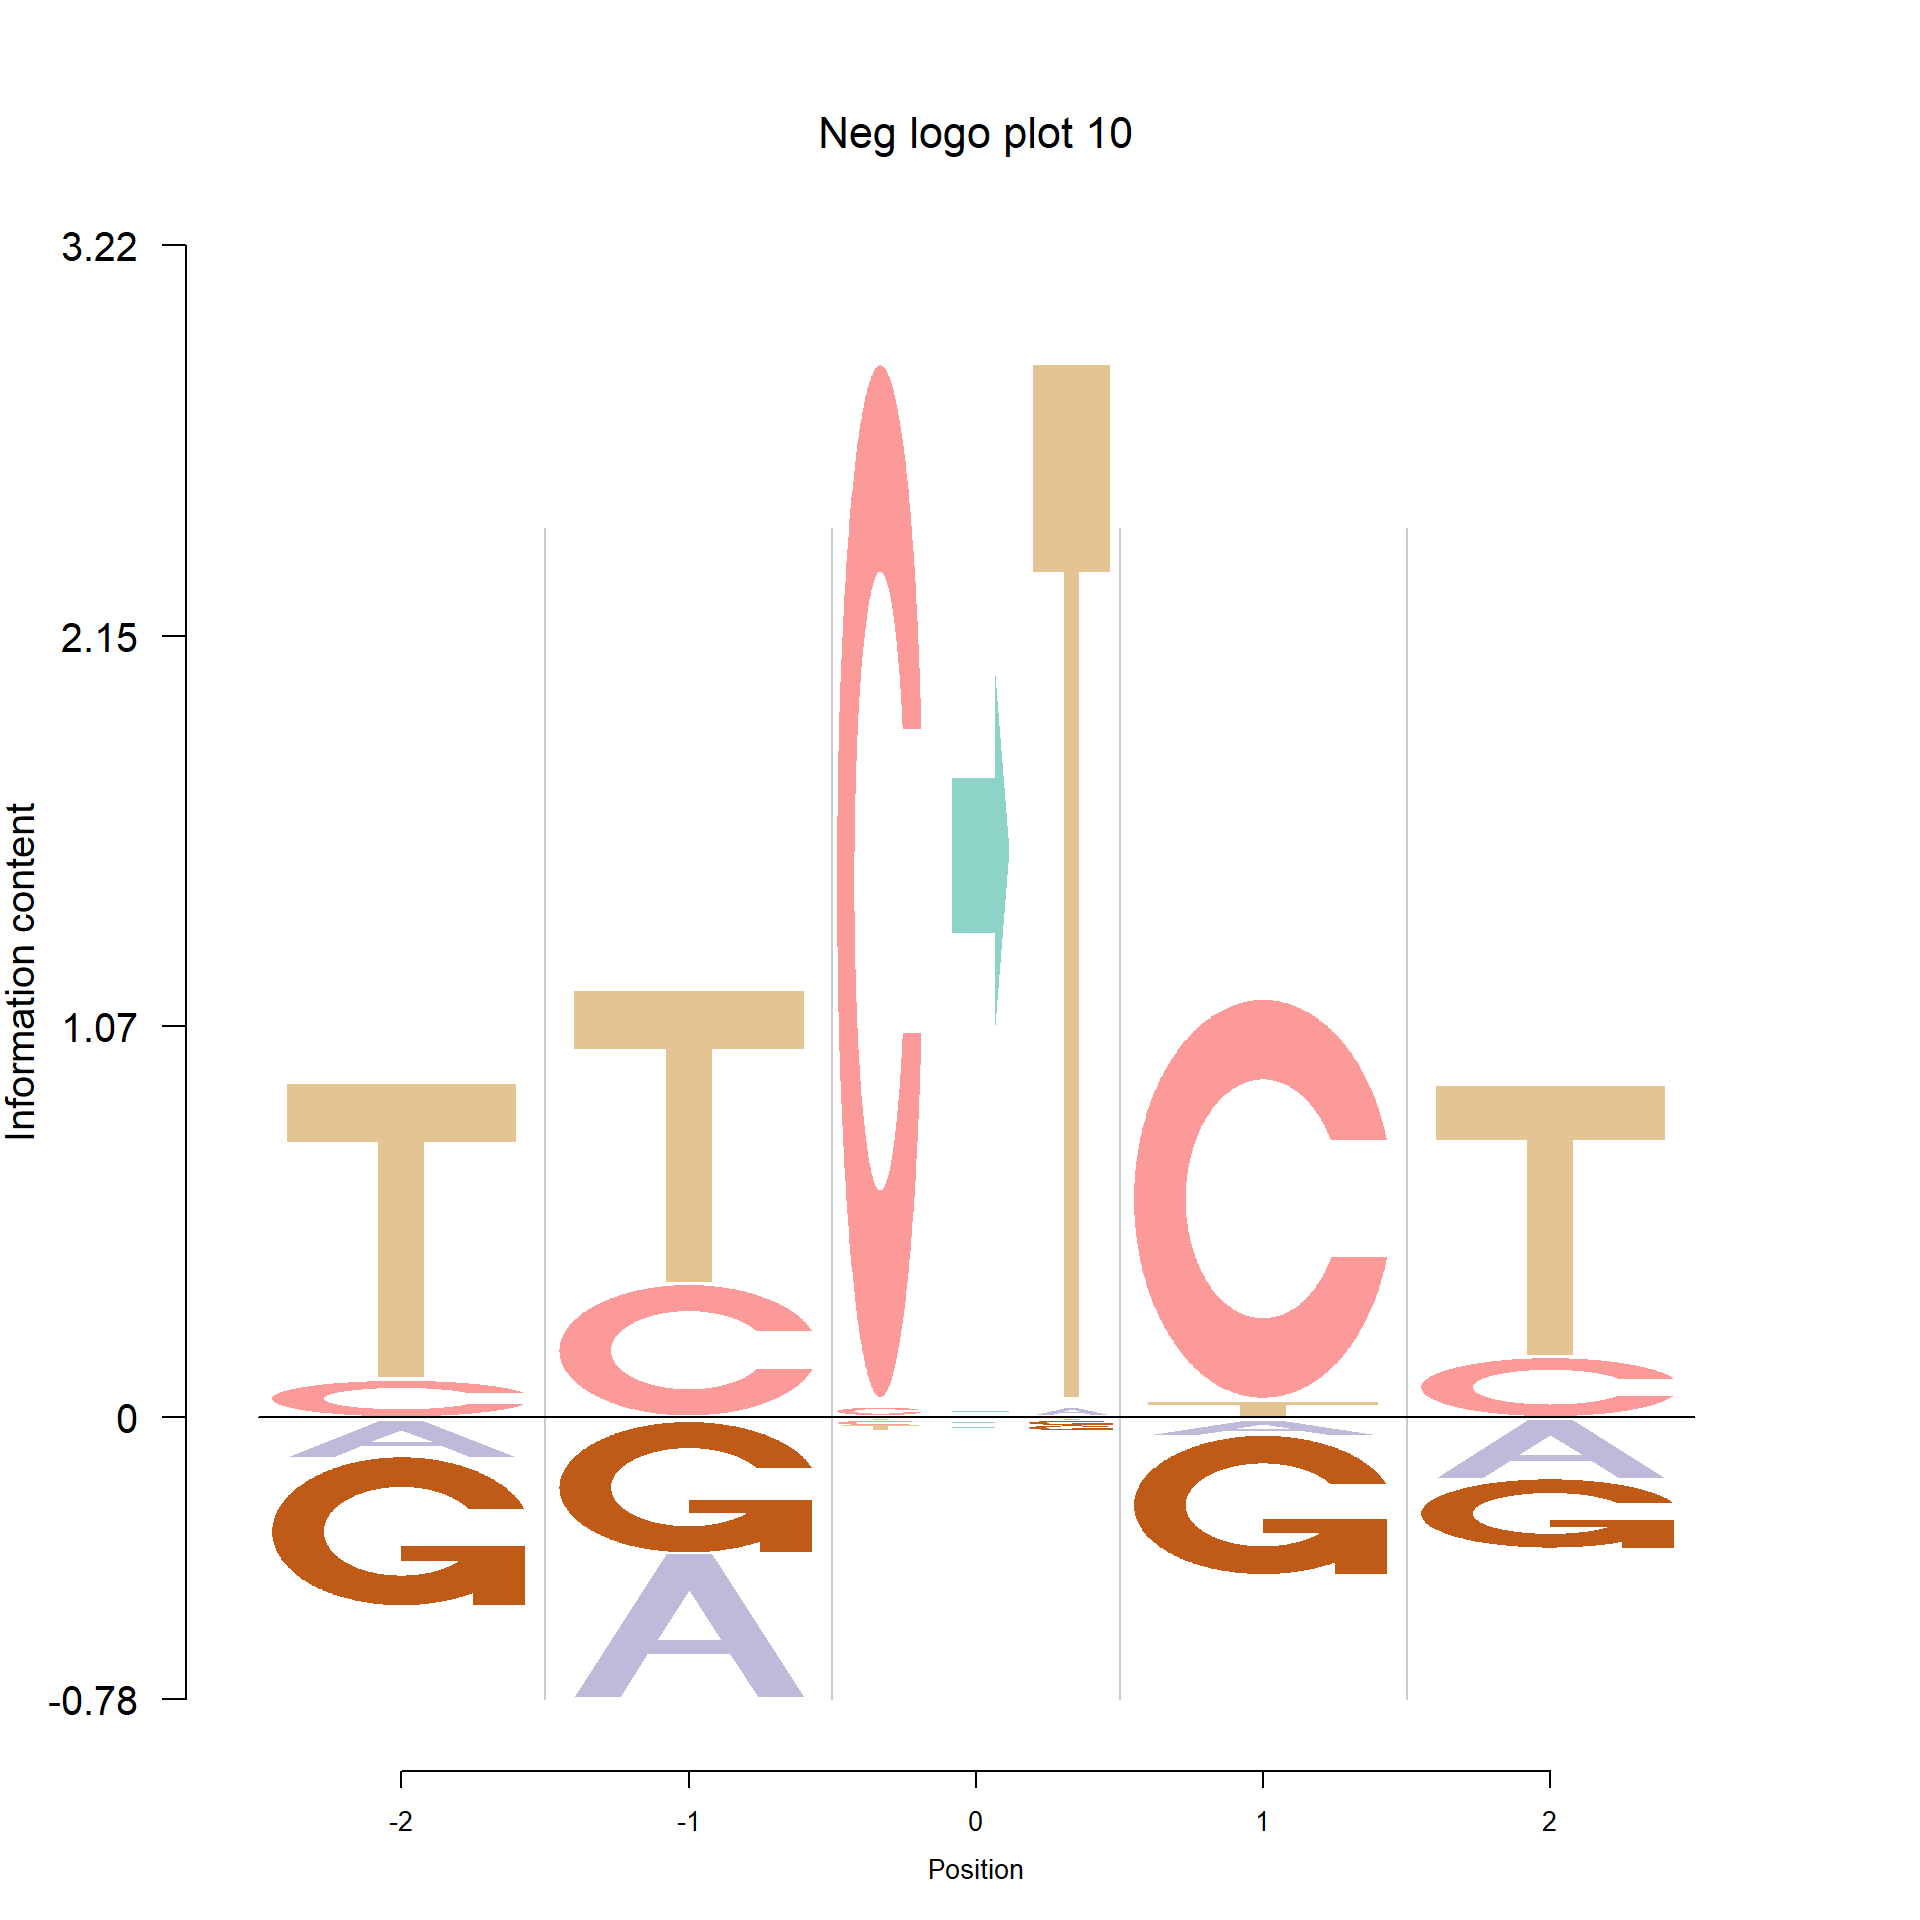 Neg logo plot 10
3.22
2.15
1.07
0
-0.78
Information content
T
C
A
G
T
C
G
A
C
T
C
T
A
G
T
C
A
G
-2 -1 0 1 2
Position